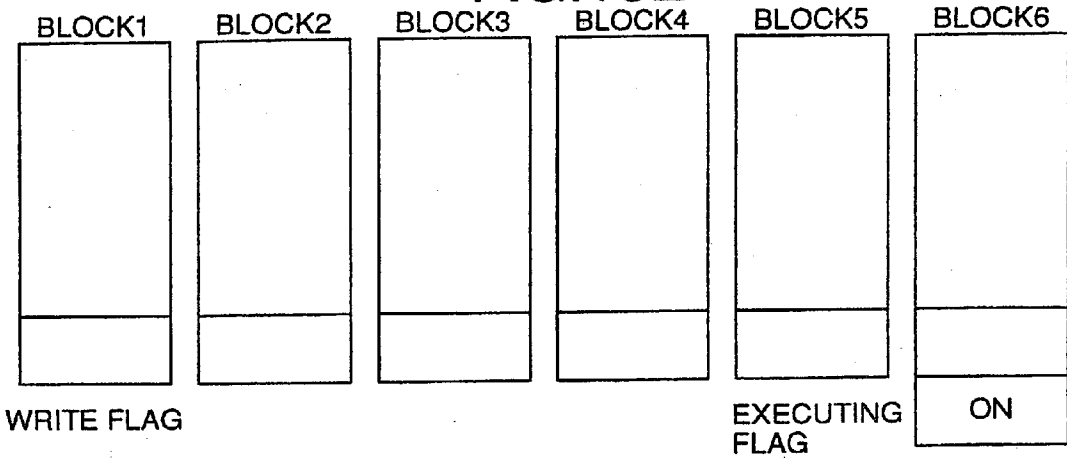 BLOCK1 BLOCK2 BLOCK3 BLOCK4 BLOCK5 BLOCK6
WRITE FLAG
EXECUTING
FLAG
ON